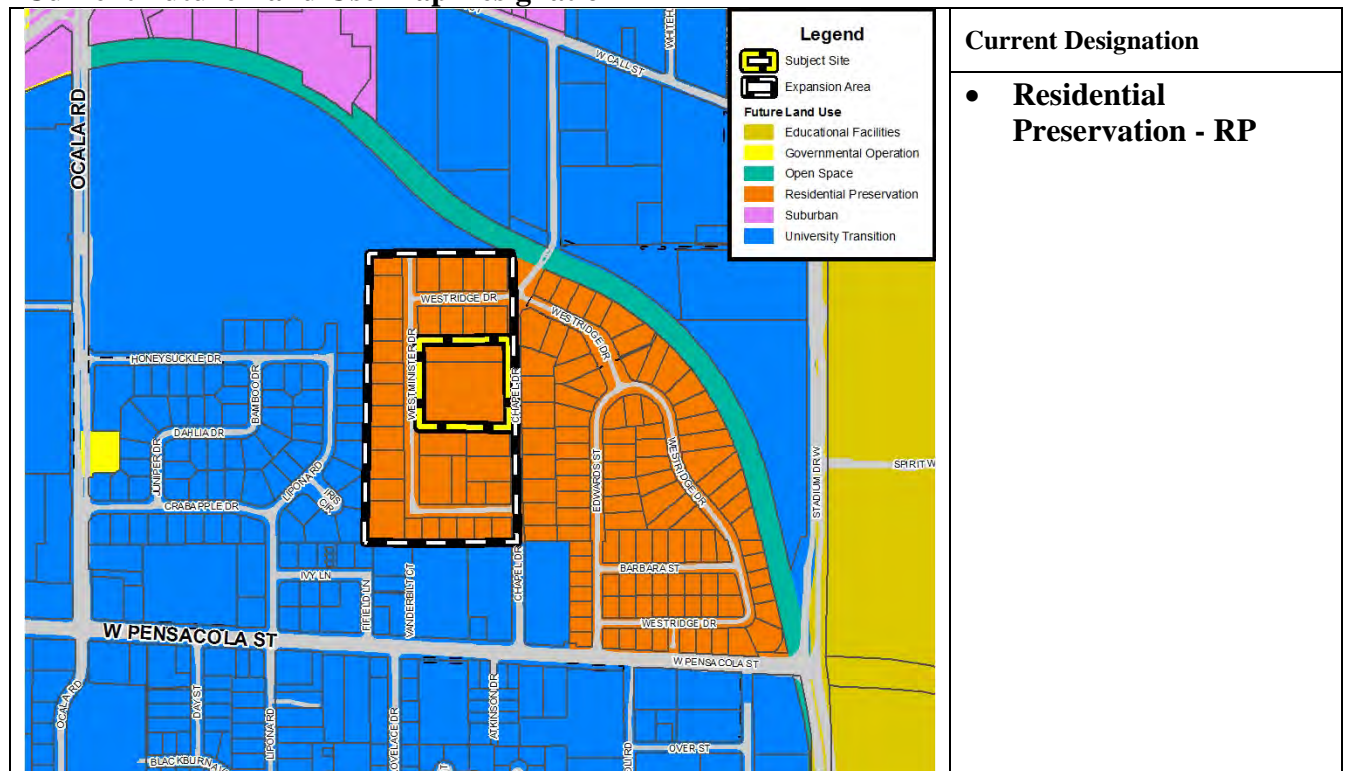 Legend
Subject Site
Expansion Area
Future Land Use
Educational Facilities
Governmental Operation
Open Space
Residential Preservation
Suburban
University Transition
Current Designation
• Residential
Preservation - RP
W CALL ST
OCALA RD
WESTRIDGE DR
WESTRIDGE DR
WESTMINISTER DR
CHAPEL DR
HONEYSUCKLE DR
BAMBOO DR
DAHLIA DR
JUNIPER DR
LIPONA RD
IRIS
CIR
CRABAPPLE DR
EDWARDS ST
WESTRIDGE DR
STADIUM DR W
SPIRIT W
IVY LN
FIFIELD LN
VANDERBILT CT
CHAPEL DR
BARBARA ST
WESTRIDGE DR
W PENSACOLA ST
W PENSACOLA ST
OCALA RD
DAY ST
LIPONA RD
OVELACE DR
ATKINSON DR
OVER ST